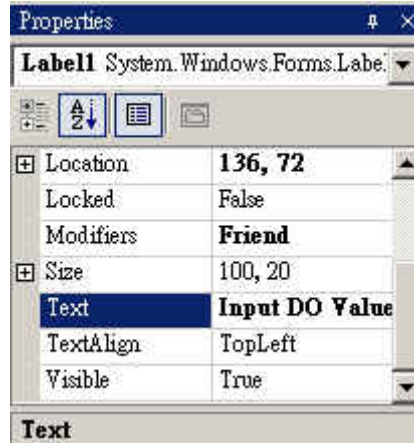 Properties
Label1 System.Windows.Forms.Label
Location 136, 72
Locked False
Modifiers Friend
Size 100, 20
Text Input DO Value
TextAlign TopLeft
Visible True
Text